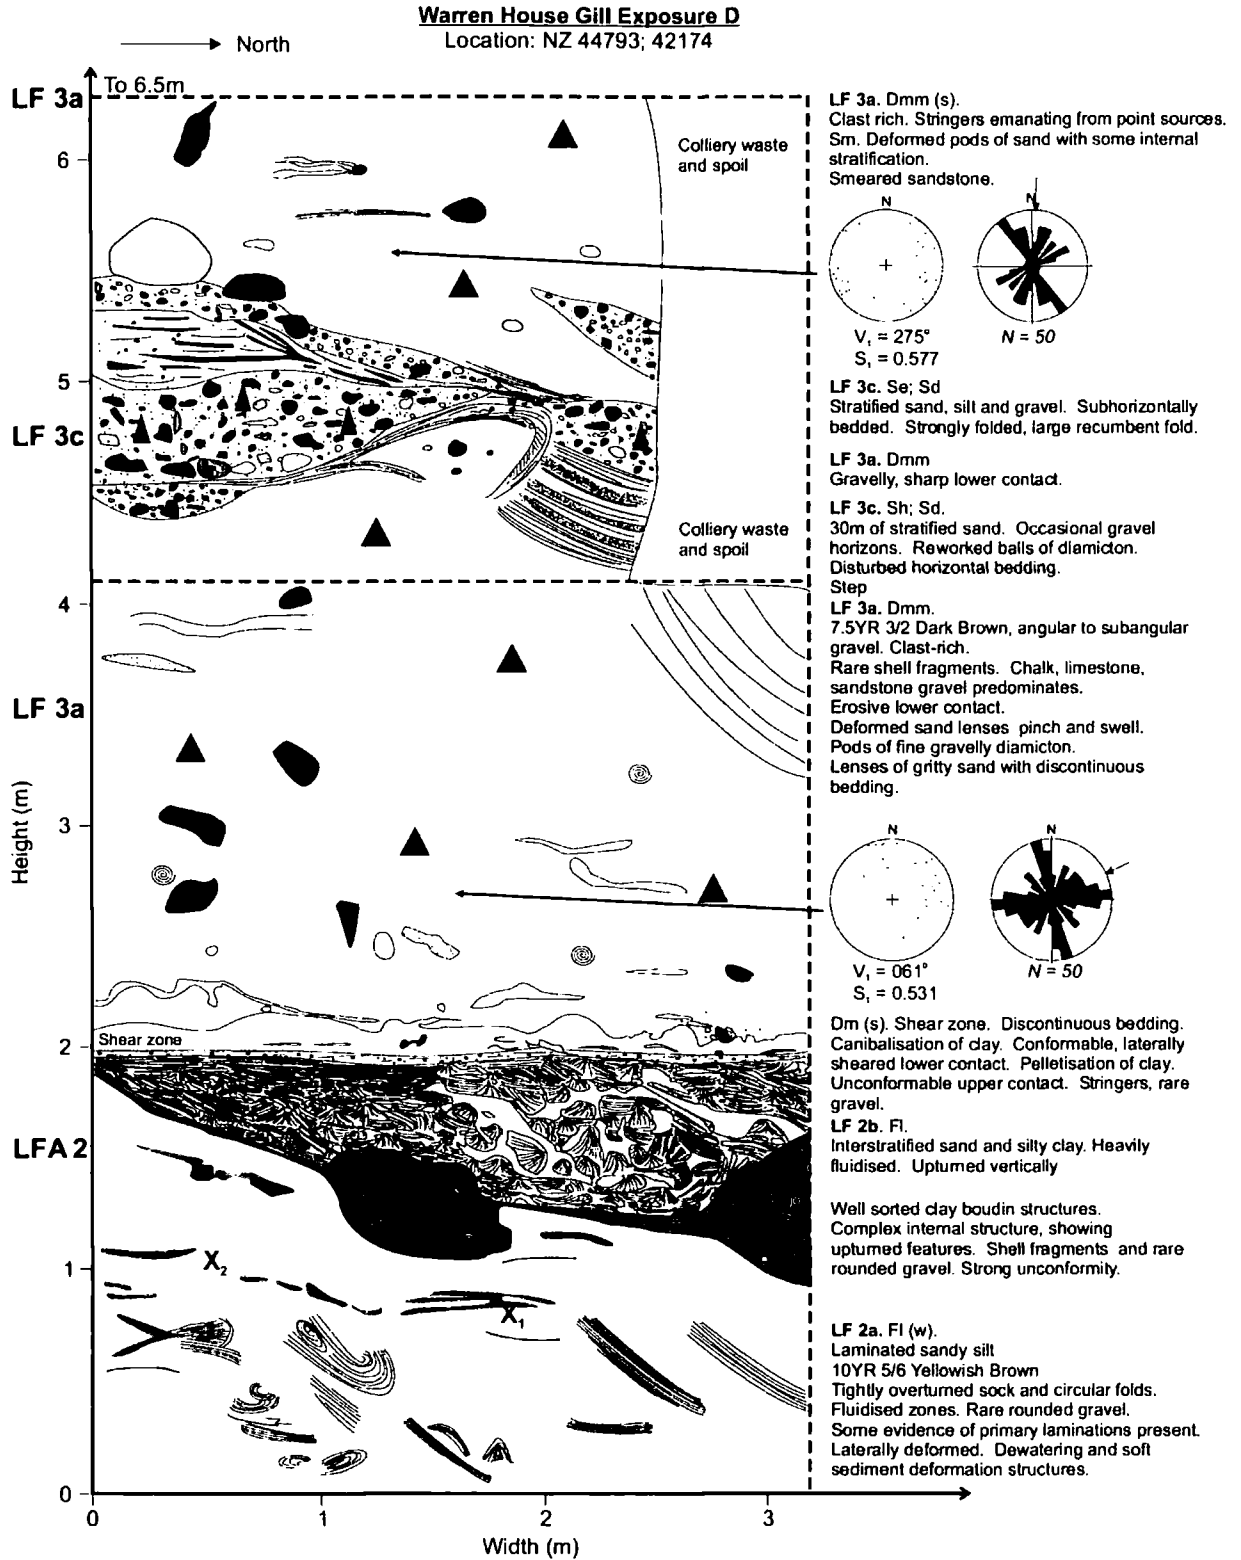 Warren House Gill Exposure D
Location: NZ 44793; 42174
North
To 6.5m
LF 3a
6
5
LF 3c
4
LF 3a
Height (m)
3
2
LFA 2
1
0
0
1
2
3
Width (m)
Colliery waste
and spoil
Colliery waste
and spoil
Shear zone
X2
X1
LF 3a. Dmm (s).
Clast rich. Stringers emanating from point sources.
Sm. Deformed pods of sand with some internal
stratification.
Smeared sandstone.
N
N
V1 = 275°
S1 = 0.577
N = 50
LF 3c. Se; Sd
Stratified sand, silt and gravel. Subhorizontally
bedded. Strongly folded, large recumbent fold.
LF 3a. Dmm
Gravelly, sharp lower contact.
LF 3c. Sh; Sd.
30m of stratified sand. Occasional gravel
horizons. Reworked balls of diamicton.
Disturbed horizontal bedding.
Step
LF 3a. Dmm.
7.5YR 3/2 Dark Brown, angular to subangular
gravel. Clast-rich.
Rare shell fragments. Chalk, limestone,
sandstone gravel predominates.
Erosive lower contact.
Deformed sand lenses pinch and swell.
Pods of fine gravelly diamicton.
Lenses of gritty sand with discontinuous
bedding.
N
N
V1 = 061°
S1 = 0.531
N = 50
Dm (s). Shear zone. Discontinuous bedding.
Canibalisation of clay. Conformable, laterally
sheared lower contact. Pelletisation of clay.
Unconformable upper contact. Stringers, rare
gravel.
LF 2b. Fl.
Interstratified sand and silty clay. Heavily
fluidised. Upturned vertically
Well sorted clay boudin structures.
Complex internal structure, showing
upturned features. Shell fragments and rare
rounded gravel. Strong unconformity.
LF 2a. Fl (w).
Laminated sandy silt
10YR 5/6 Yellowish Brown
Tightly overturned sock and circular folds.
Fluidised zones. Rare rounded gravel.
Some evidence of primary laminations present.
Laterally deformed. Dewatering and soft
sediment deformation structures.